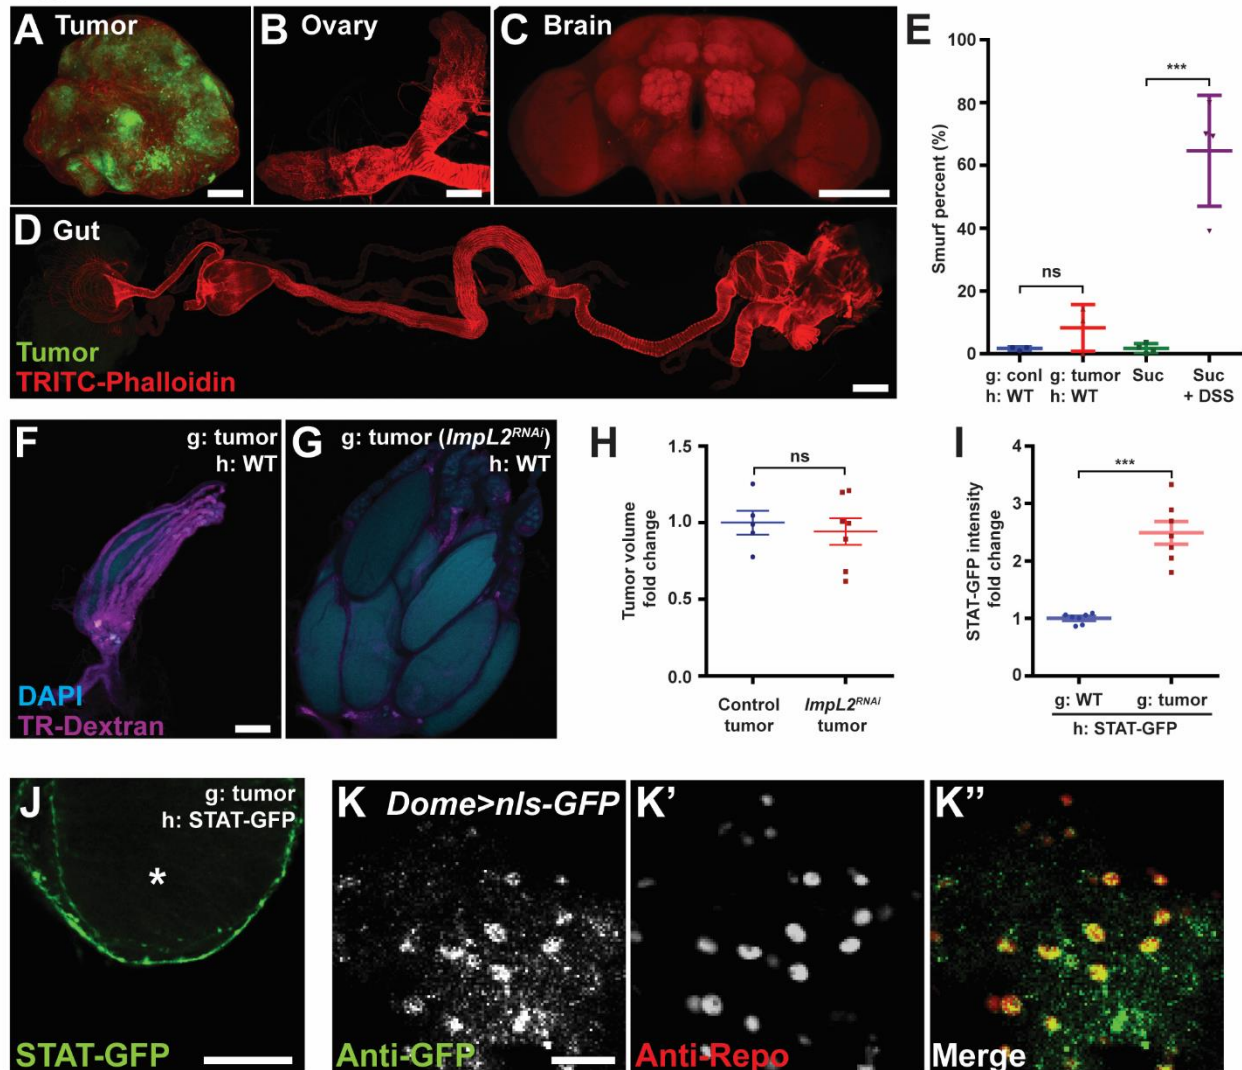 A Tumor
B Ovary
C Brain
D Gut
Tumor
TRITC-Phalloidin
E
Smurf percent (%)
100
80
60
40
20
0
***
ns
g: conl
h: WT
g: tumor
h: WT
Suc
Suc
+ DSS
F
g: tumor
h: WT
DAPI
TR-Dextran
G
g: tumor (ImpL2RNAi)
h: WT
H
Tumor volume
fold change
1.5
1.0
0.5
0.0
ns
Control
tumor
ImpL2RNAi
tumor
I
STAT-GFP intensity
fold change
4
3
2
1
0
***
g: WT
g: tumor
h: STAT-GFP
J
g: tumor
h: STAT-GFP
*
STAT-GFP
K Dome>nls-GFP
Anti-GFP
K'
Anti-Repo
K''
Merge